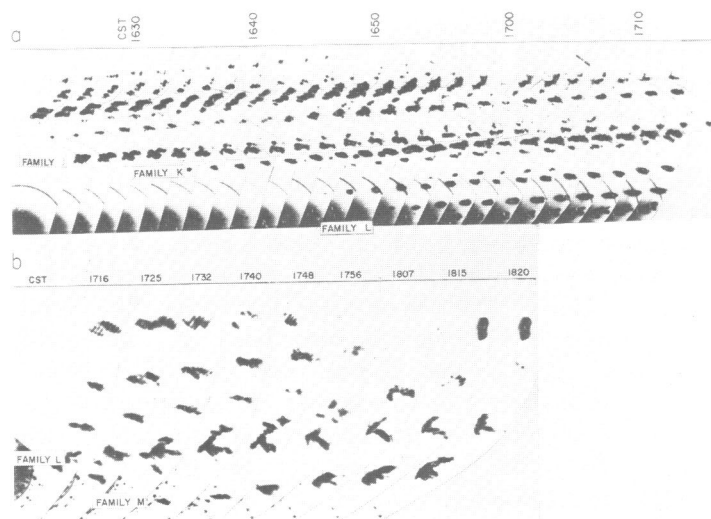 a
CST
1630 1640 1650 1700 1710
FAMILY
FAMILY K
FAMILY L
b
CST 1716 1725 1732 1740 1748 1756 1807 1815 1820
FAMILY L
FAMILY M